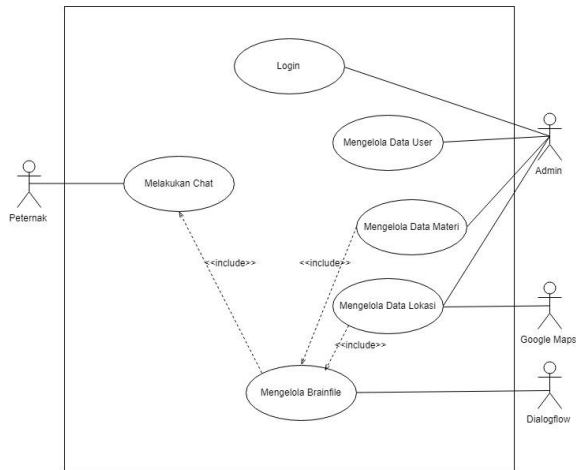 Login
Mengelola Data User
Admin
Melakukan Chat
Peternak
Mengelola Data Materi
<<include>>
<<include>>
Mengelola Data Lokasi
Google Maps
<<include>>
Mengelola Brainfile
Dialogflow